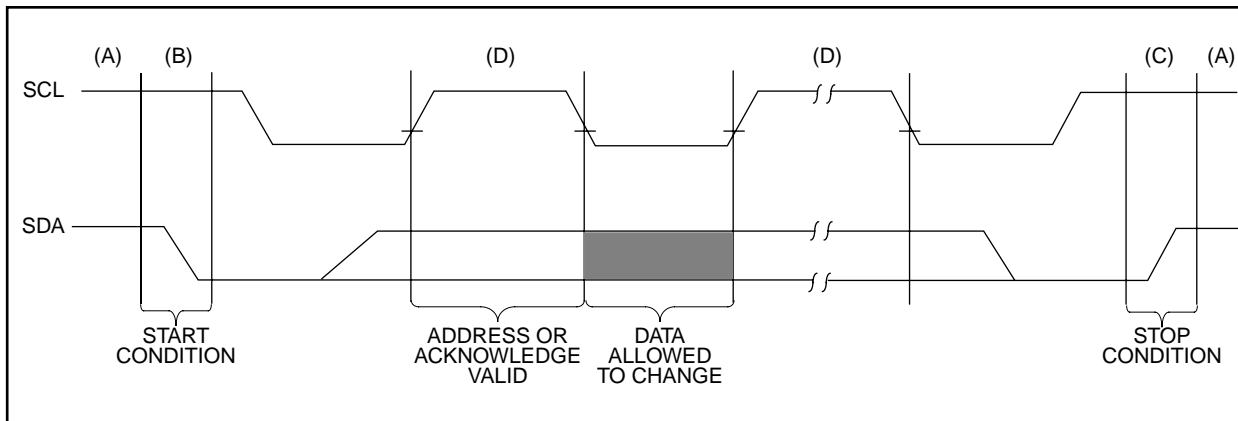 (A) (B) (D) (D) (C) (A)
SCL
SDA
START
CONDITION
ADDRESS OR
ACKNOWLEDGE
VALID
DATA
ALLOWED
TO CHANGE
STOP
CONDITION